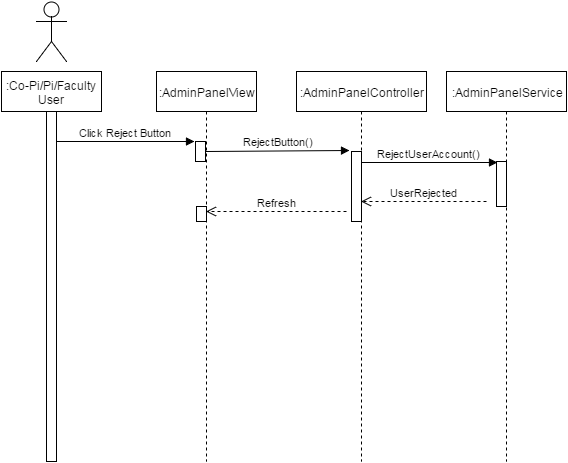 :Co-Pi/Pi/Faculty
User
:AdminPanelView
:AdminPanelController
:AdminPanelService
Click Reject Button
RejectButton()
RejectUserAccount()
UserRejected
Refresh